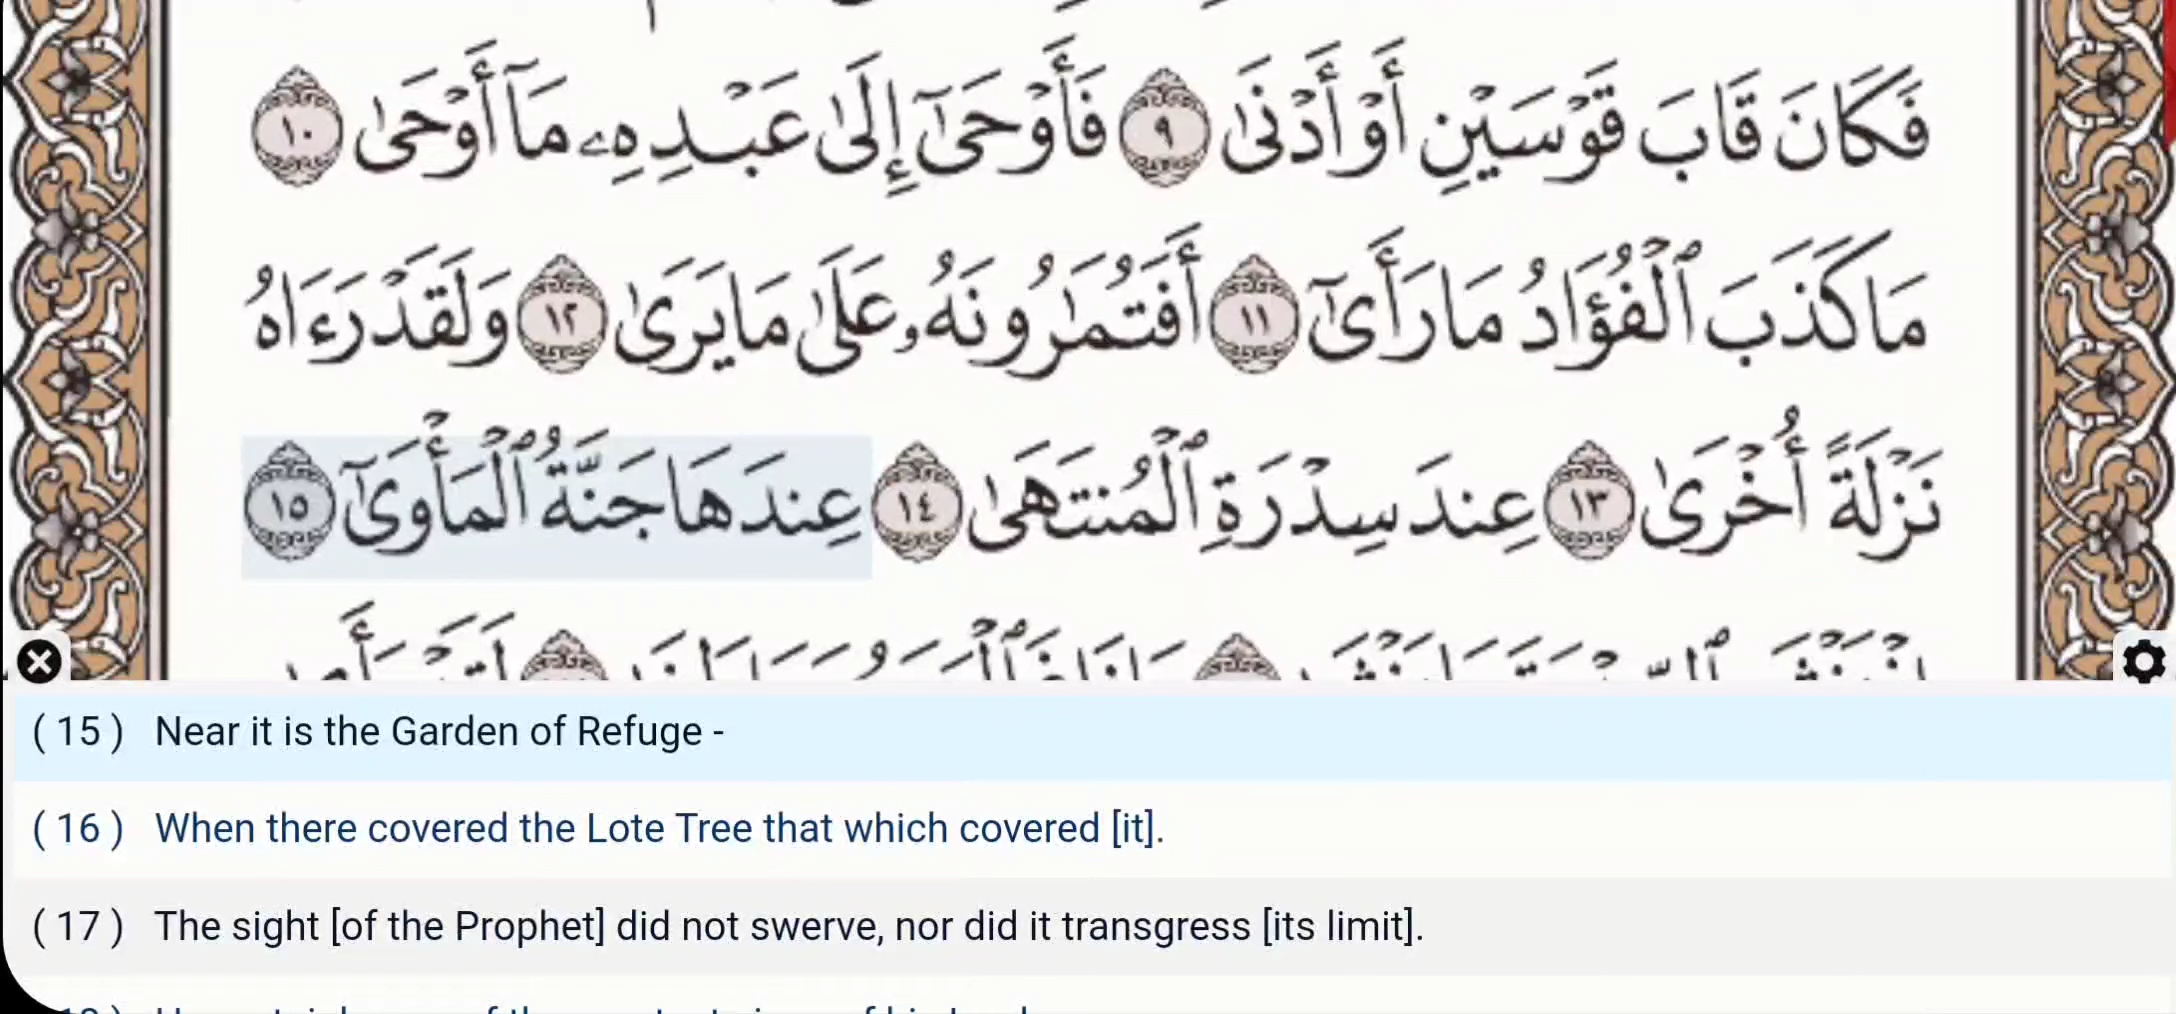 فَكَانَ قَابَ قَوْسَيْنِ أَوْ أَدْنَىٰ ٩ فَأَوْحَىٰٓ إِلَىٰ عَبْدِهِۦ مَآ أَوْحَىٰ ١٠
مَا كَذَبَ ٱلْفُؤَادُ مَا رَأَىٰٓ ١١ أَفَتُمَٰرُونَهُۥ عَلَىٰ مَا يَرَىٰ ١٢ وَلَقَدْ رَءَاهُ
نَزْلَةً أُخْرَىٰ ١٣ عِندَ سِدْرَةِ ٱلْمُنتَهَىٰ ١٤ عِندَهَا جَنَّةُ ٱلْمَأْوَىٰٓ ١٥
( 15 ) Near it is the Garden of Refuge -
( 16 ) When there covered the Lote Tree that which covered [it].
( 17 ) The sight [of the Prophet] did not swerve, nor did it transgress [its limit].